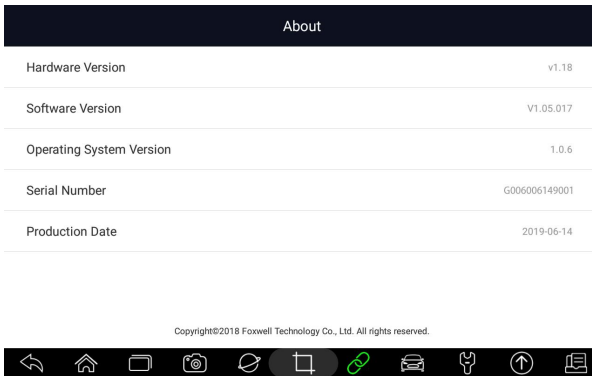 About
Hardware Version v1.18
Software Version V1.05.017
Operating System Version 1.0.6
Serial Number G006006149001
Production Date 2019-06-14
Copyright©2018 Foxwell Technology Co., Ltd. All rights reserved.